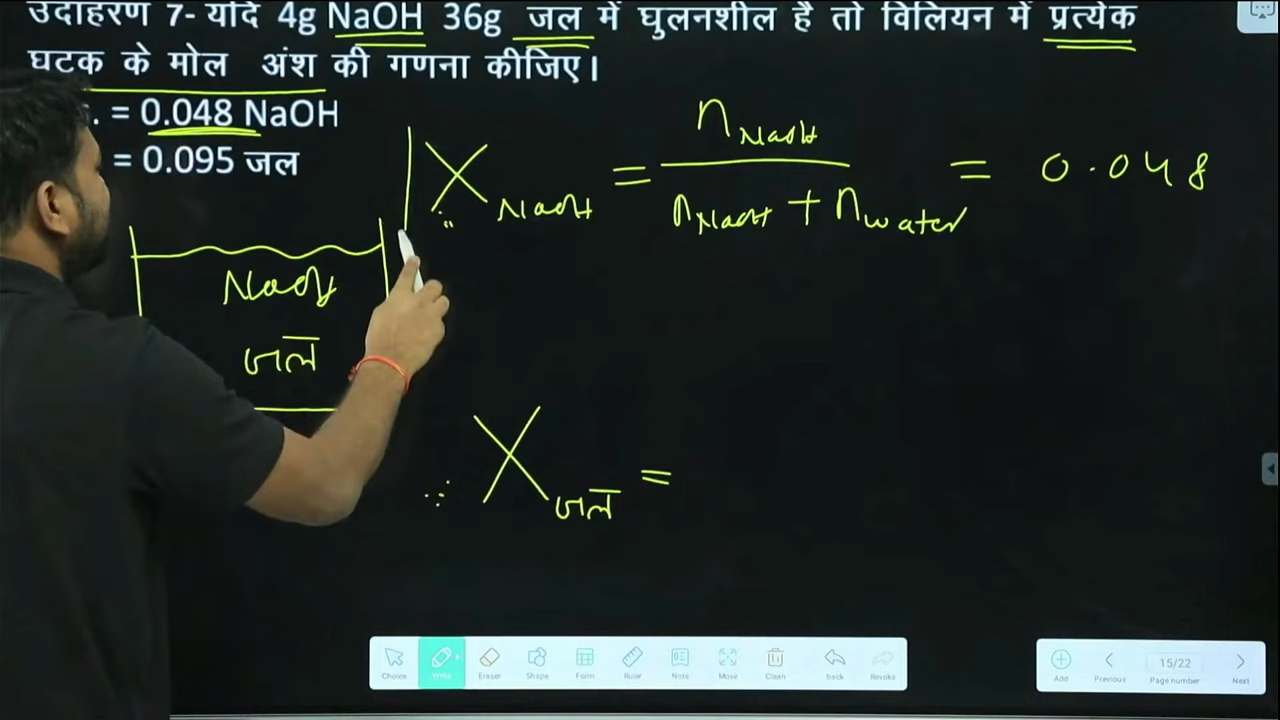 उदाहरण 7- यदि 4g NaOH 36g जल में घुलनशील है तो विलियन में प्रत्येक
घटक के मोल अंश की गणना कीजिए।
. = 0.048 NaOH
= 0.095 जल
X NaOH = n NaOH / n NaOH + n water = 0.048
NaOH
जल
∵ X जल =
Choice Write Eraser Shape Form Ruler Note Move Clean back Revoke
Add Previous 15/22 Page number Next